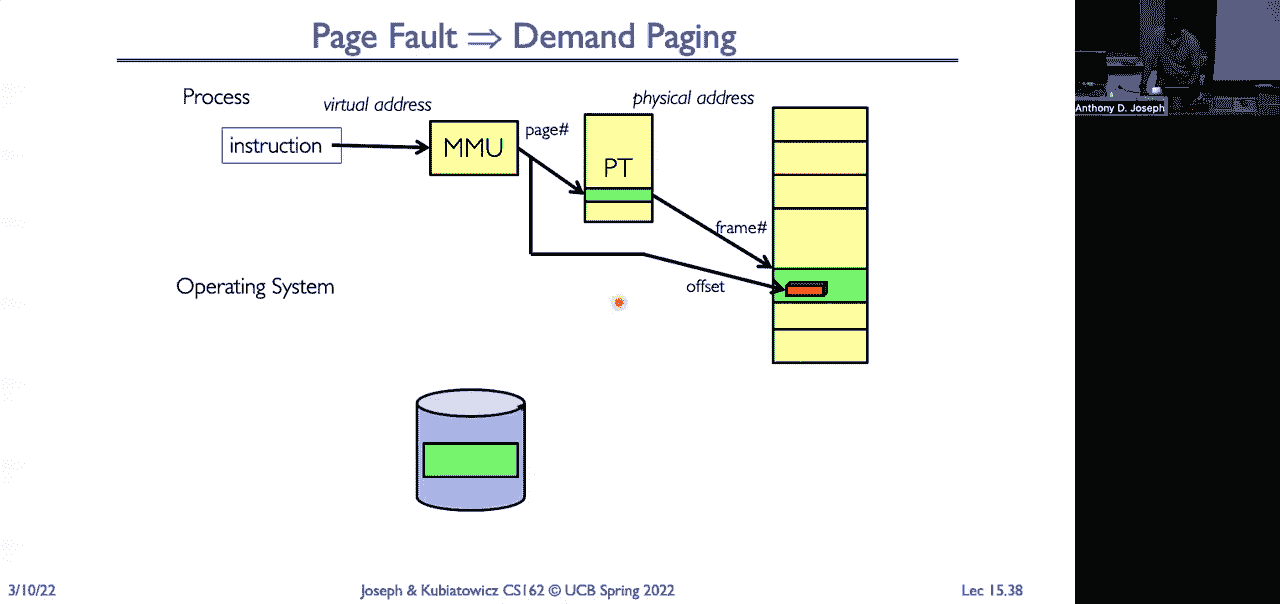 Page Fault ⇒ Demand Paging
Process
virtual address
physical address
instruction
MMU
page#
PT
frame#
offset
Operating System
Anthony D. Joseph
3/10/22
Joseph & Kubiatowicz CS162 © UCB Spring 2022
Lec 15.38